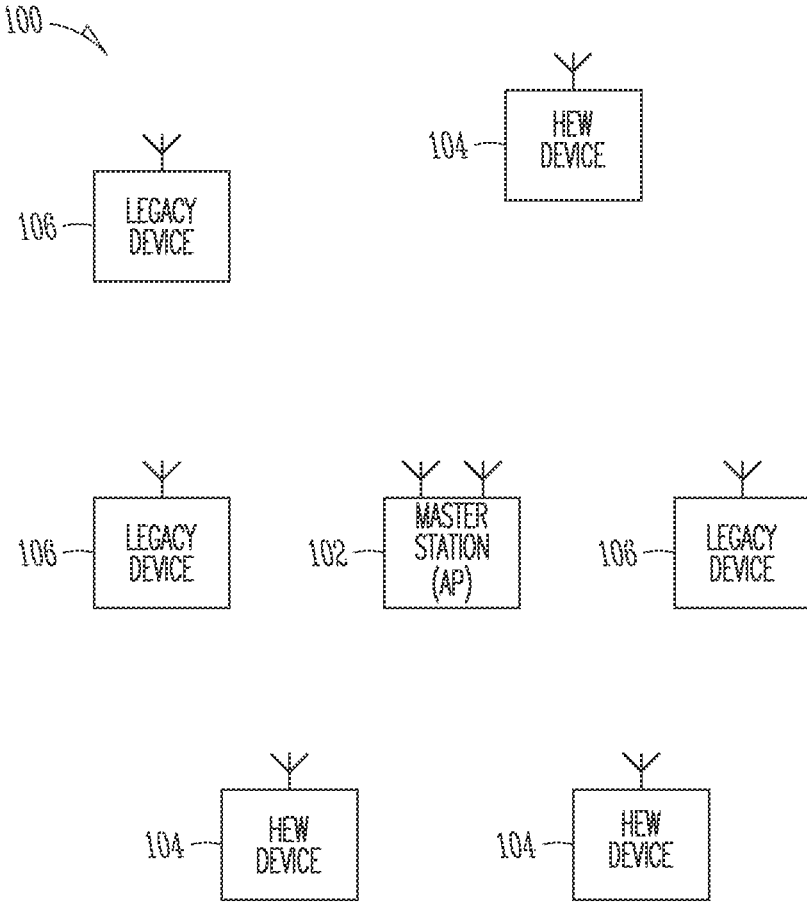 100
104
HEW
DEVICE
106
LEGACY
DEVICE
106
LEGACY
DEVICE
102
MASTER
STATION
(AP)
106
LEGACY
DEVICE
104
HEW
DEVICE
104
HEW
DEVICE